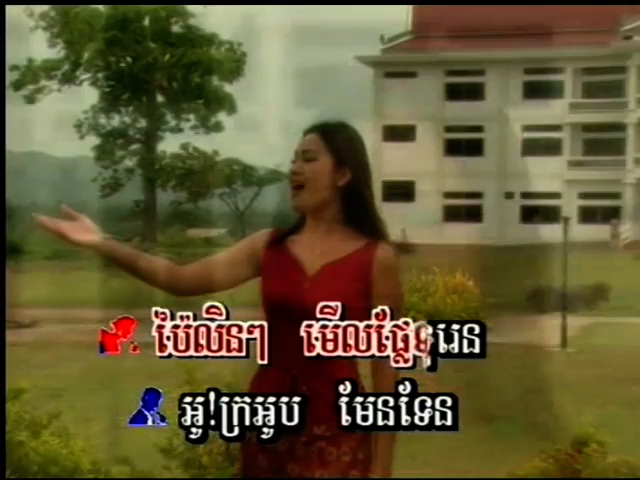 ប៉ៃលិនៗ មើលផ្លែទុរេន
អូ!ក្រអូប មែនទែន